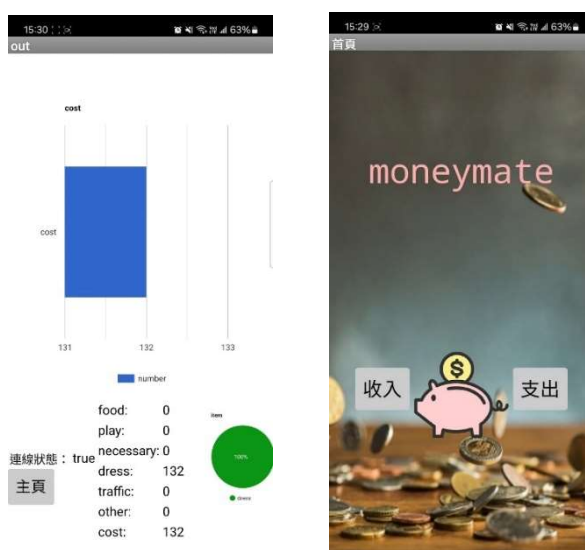 15:30
63%
out
cost
cost
131 132 133
number
food: 0
play: 0
necessary: 0
dress: 132
traffic: 0
other: 0
cost: 132
連線狀態: true
主頁
item
100%
dress
15:29
63%
首頁
moneymate
收入
$
支出